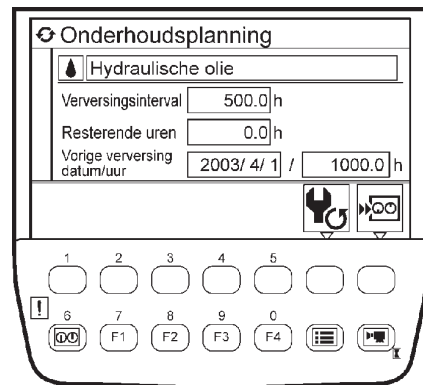 Onderhoudsplanning
Hydraulische olie
Verversingsinterval 500.0 h
Resterende uren 0.0 h
Vorige verversing datum/uur 2003/ 4/ 1 / 1000.0 h
1 2 3 4 5
!
6 7 8 9 0
F1 F2 F3 F4